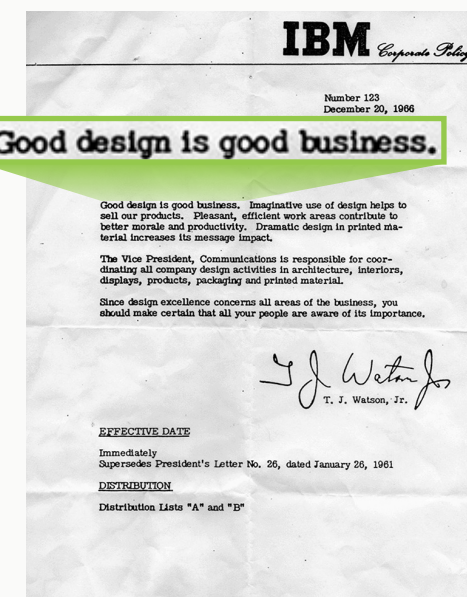 IBM Corporate Policy
Number 123
December 20, 1966
Good design is good business.
Good design is good business. Imaginative use of design helps to
sell our products. Pleasant, efficient work areas contribute to
better morale and productivity. Dramatic design in printed ma-
terial increases its message impact.
The Vice President, Communications is responsible for coor-
dinating all company design activities in architecture, interiors,
displays, products, packaging and printed material.
Since design excellence concerns all areas of the business, you
should make certain that all your people are aware of its importance.
T J Watson Jr
T. J. Watson, Jr.
EFFECTIVE DATE
Immediately
Supersedes President's Letter No. 26, dated January 26, 1961
DISTRIBUTION
Distribution Lists "A" and "B"